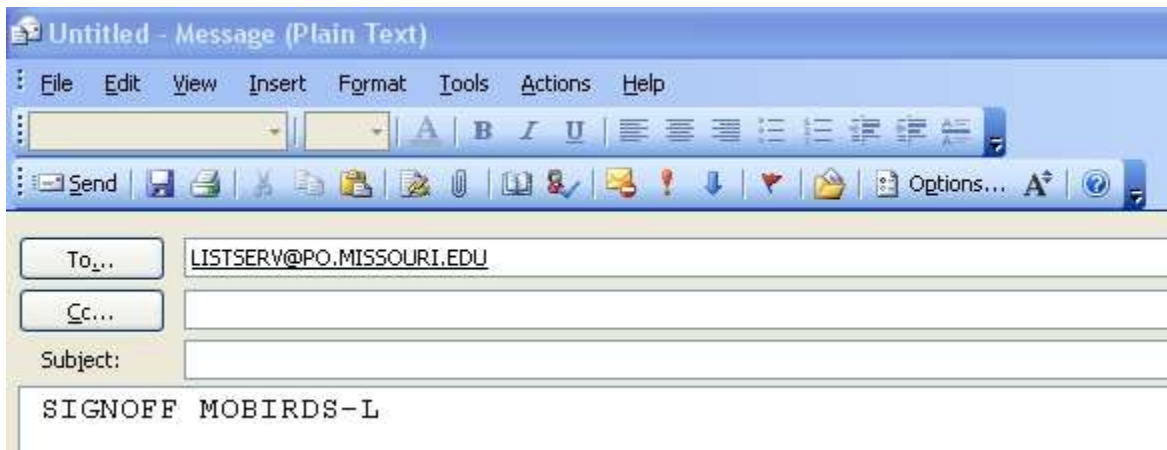 Untitled - Message (Plain Text)
File Edit View Insert Format Tools Actions Help
A B I U
Send Options... A
To... LISTSERV@PO.MISSOURI.EDU
Cc...
Subject:
SIGNOFF MOBIRDS-L